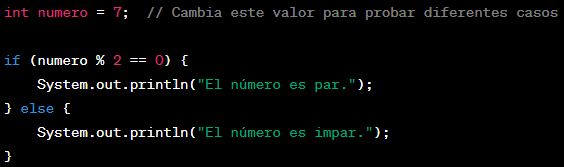 int numero = 7;  // Cambia este valor para probar diferentes casos

if (numero % 2 == 0) {
    System.out.println("El número es par.");
} else {
    System.out.println("El número es impar.");
}